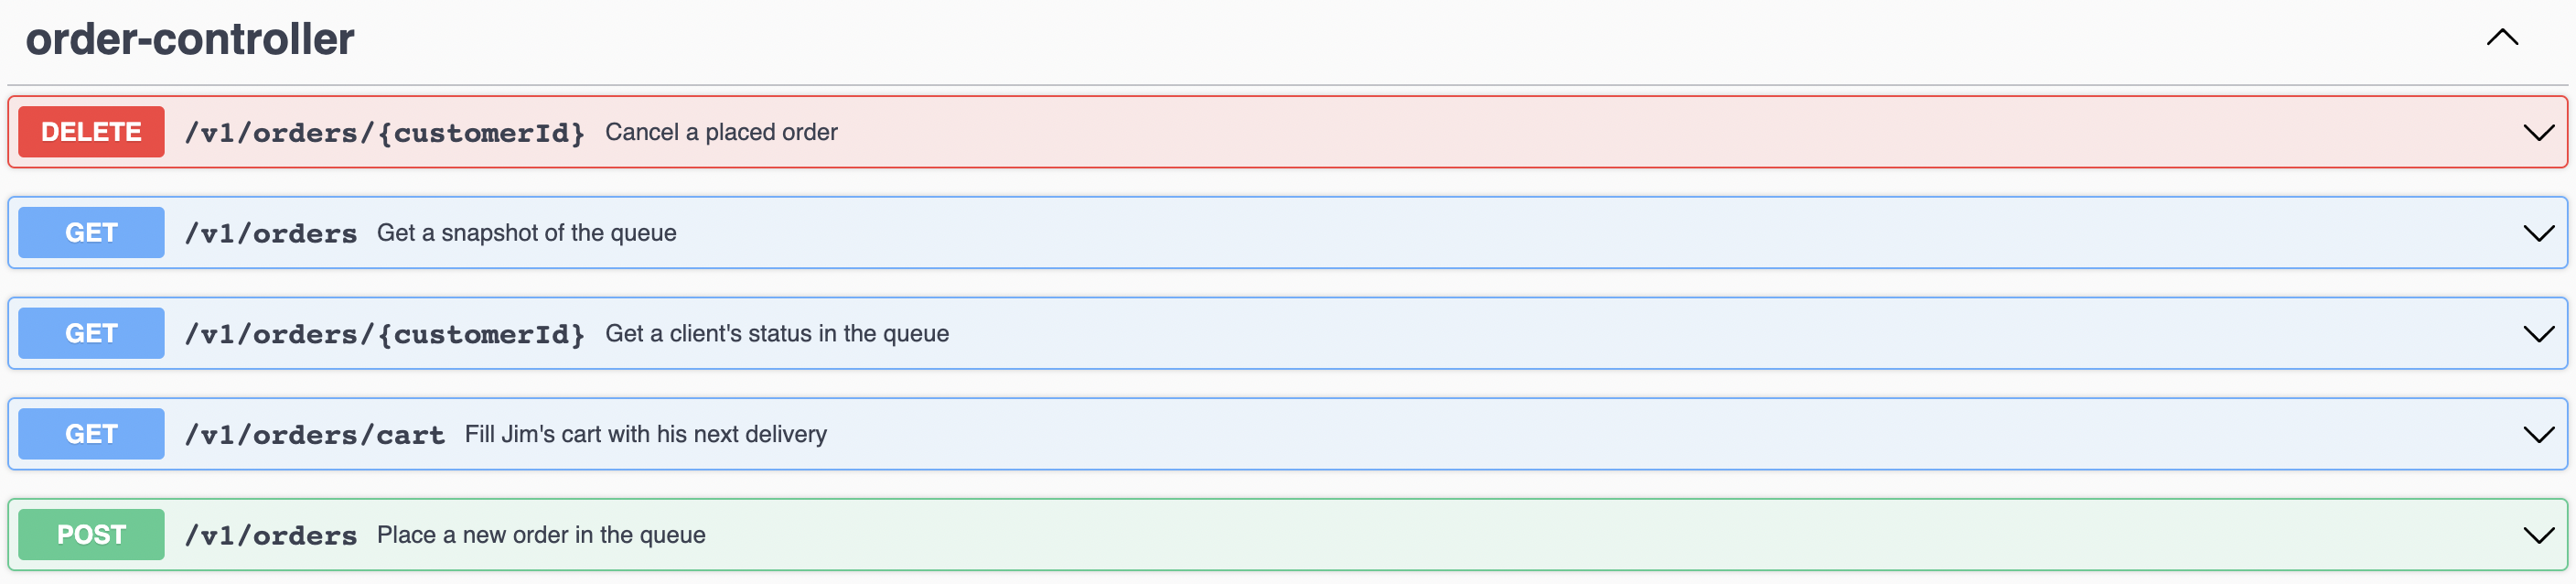 order-controller
DELETE /v1/orders/{customerId} Cancel a placed order
GET /v1/orders Get a snapshot of the queue
GET /v1/orders/{customerId} Get a client's status in the queue
GET /v1/orders/cart Fill Jim's cart with his next delivery
POST /v1/orders Place a new order in the queue